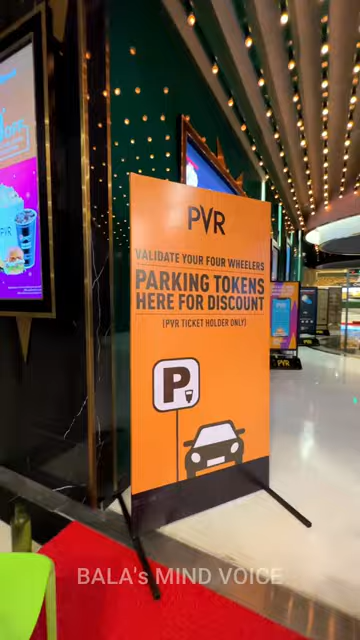 PVR
VALIDATE YOUR FOUR WHEELERS
PARKING TOKENS
HERE FOR DISCOUNT
(PVR TICKET HOLDER ONLY)
P
BALA's MIND VOICE